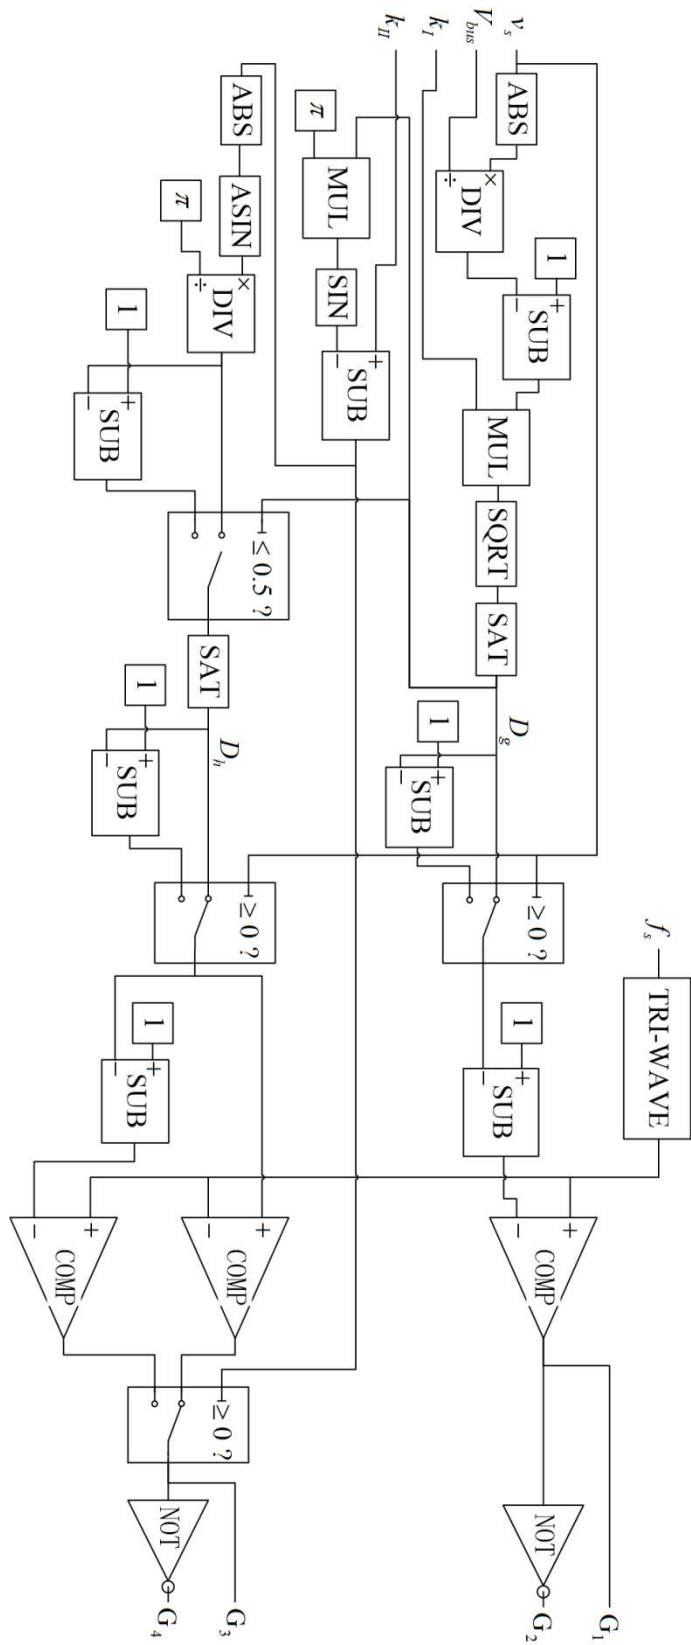 f_s
TRI-WAVE
v_s
ABS
V_bus
×
÷
DIV
1
+
−
SUB
k_I
MUL
SQRT
SAT
D_g
1
+
−
SUB
≥ 0 ?
1
+
−
SUB
+
−
COMP
NOT
G_1
G_2
k_II
π
MUL
SIN
+
−
SUB
ABS
ASIN
π
×
÷
DIV
1
+
−
SUB
≤ 0.5 ?
SAT
D_h
1
+
−
SUB
≥ 0 ?
1
+
−
SUB
+
−
COMP
+
−
COMP
≥ 0 ?
NOT
G_3
G_4